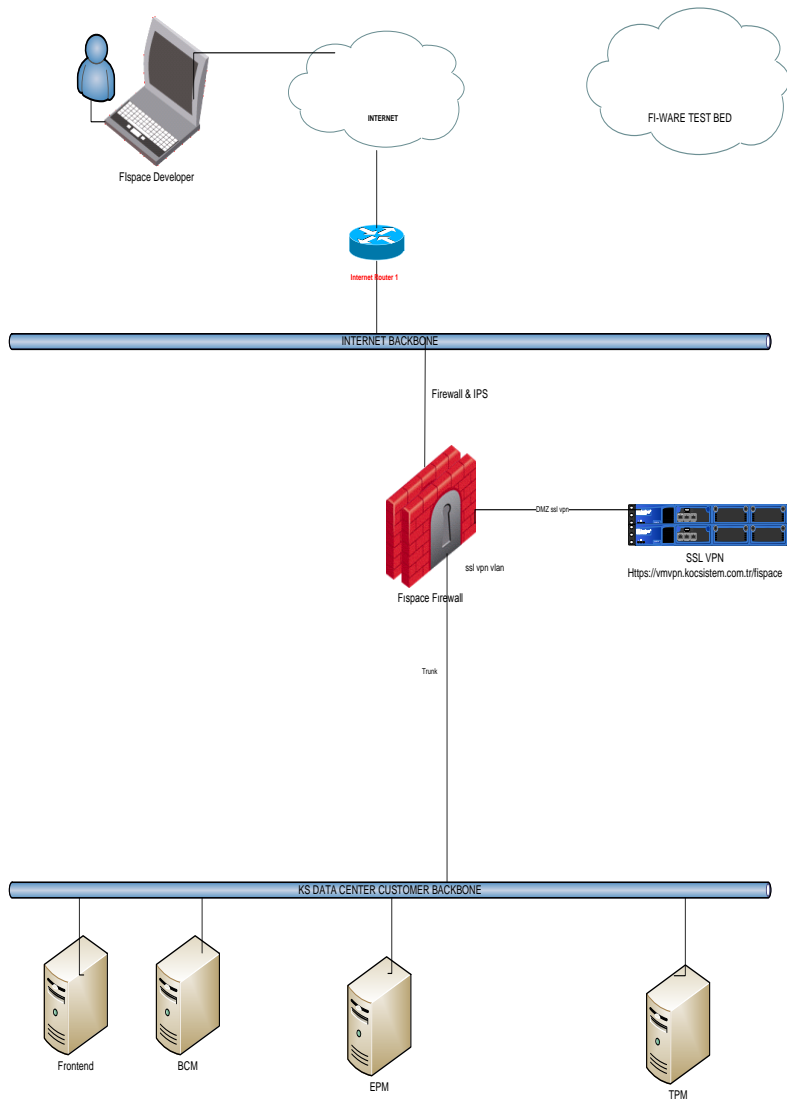 INTERNET
FI-WARE TEST BED
FIspace Developer
Internet Router 1
INTERNET BACKBONE
Firewall & IPS
DMZ ssl vpn
SSL VPN
Https://vmvpn.kocsistem.com.tr/fispace
ssl vpn vlan
Fıspace Fırewall
Trunk
KS DATA CENTER CUSTOMER BACKBONE
Frontend
BCM
EPM
TPM